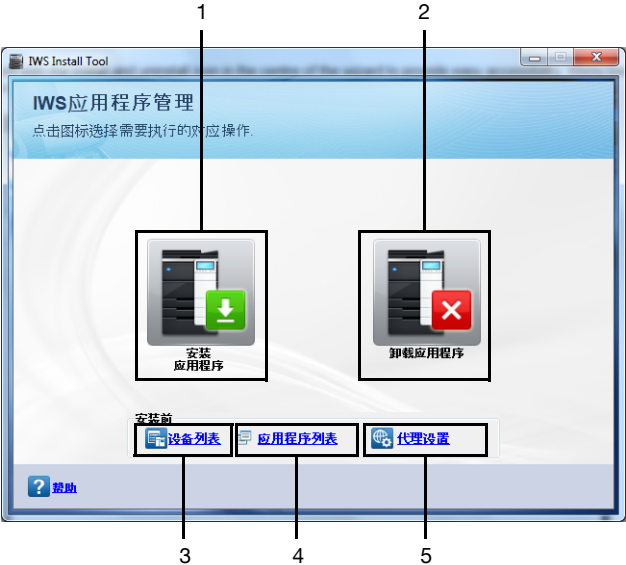 1 2
IWS Install Tool
IWS应用程序管理
点击图标选择需要执行的对应操作.
安装
应用程序
卸载应用程序
安装前
设备列表 应用程序列表 代理设置
? 帮助
3 4 5